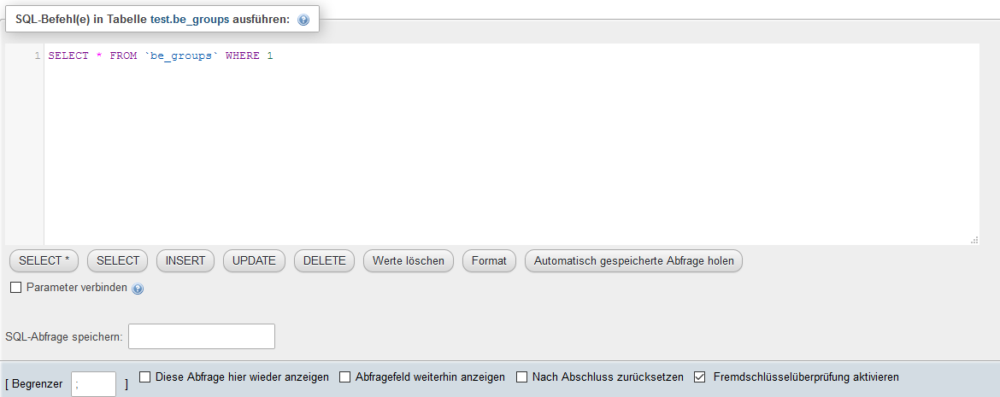 SQL-Befehl(e) in Tabelle test.be_groups ausführen:
1 SELECT * FROM `be_groups` WHERE 1
SELECT * SELECT INSERT UPDATE DELETE Werte löschen Format Automatisch gespeicherte Abfrage holen
Parameter verbinden
SQL-Abfrage speichern:
[ Begrenzer ; ] Diese Abfrage hier wieder anzeigen Abfragefeld weiterhin anzeigen Nach Abschluss zurücksetzen Fremdschlüsselüberprüfung aktivieren